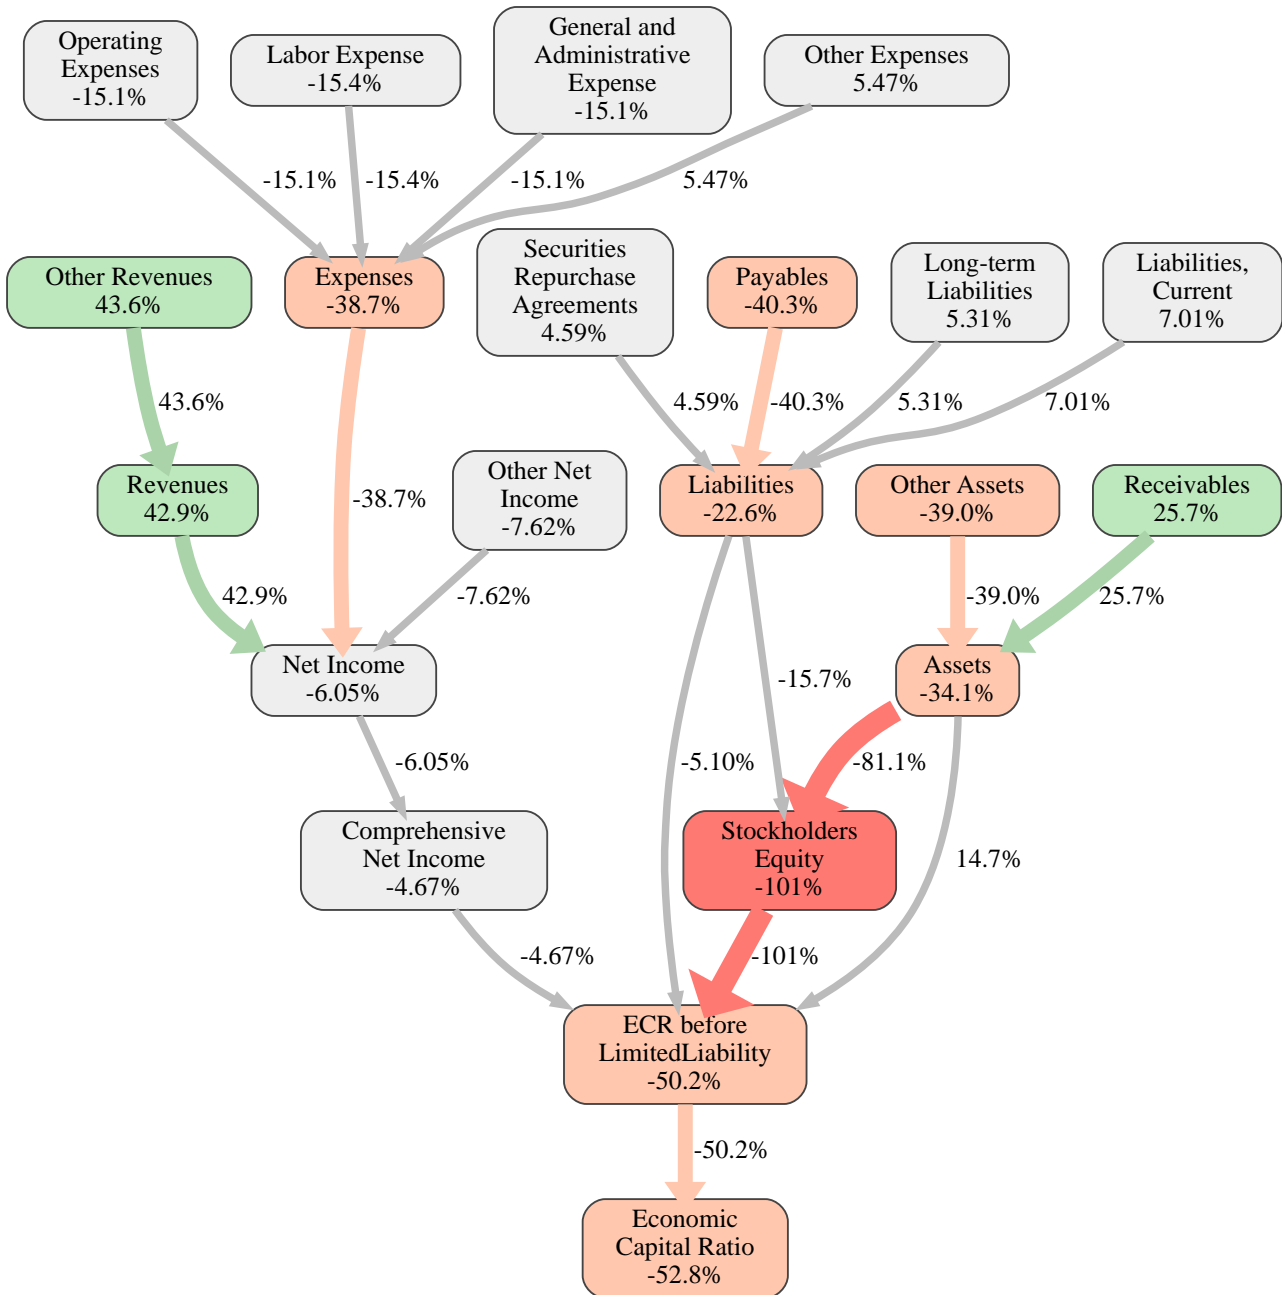 Operating
Expenses
-15.1%
Labor Expense
-15.4%
General and
Administrative
Expense
-15.1%
Other Expenses
5.47%
-15.1%
-15.4%
-15.1%
5.47%
Other Revenues
43.6%
Expenses
-38.7%
Securities
Repurchase
Agreements
4.59%
Payables
-40.3%
Long-term
Liabilities
5.31%
Liabilities,
Current
7.01%
43.6%
4.59%
-40.3%
5.31%
7.01%
Revenues
42.9%
-38.7%
Other Net
Income
-7.62%
Liabilities
-22.6%
Other Assets
-39.0%
Receivables
25.7%
42.9%
-7.62%
-39.0%
25.7%
Net Income
-6.05%
-15.7%
Assets
-34.1%
-6.05%
-5.10%
-81.1%
Comprehensive
Net Income
-4.67%
Stockholders
Equity
-101%
14.7%
-4.67%
-101%
ECR before
LimitedLiability
-50.2%
-50.2%
Economic
Capital Ratio
-52.8%